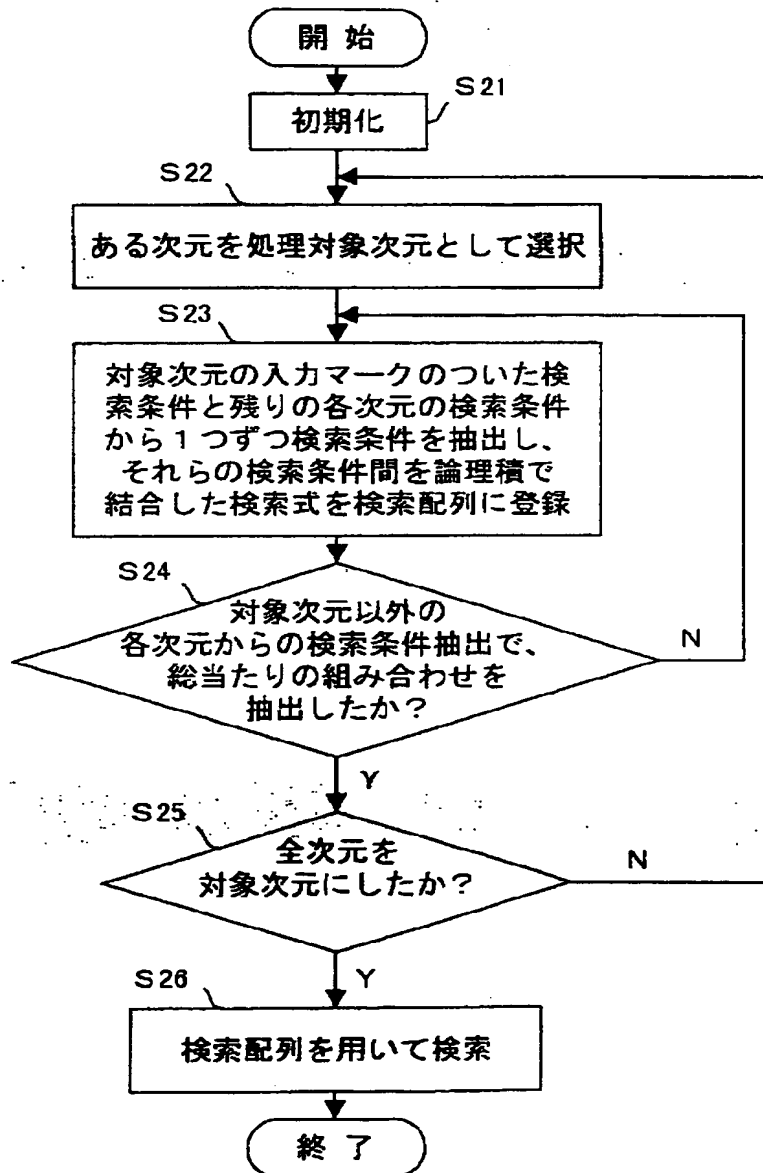 開 始
S21
初期化
S22
ある次元を処理対象次元として選択
S23
対象次元の入力マークのついた検
索条件と残りの各次元の検索条件
から1つずつ検索条件を抽出し、
それらの検索条件間を論理積で
結合した検索式を検索配列に登録
S24
対象次元以外の
各次元からの検索条件抽出で、
総当たりの組み合わせを
抽出したか？
N
Y
S25
全次元を
対象次元にしたか？
N
Y
S26
検索配列を用いて検索
終 了